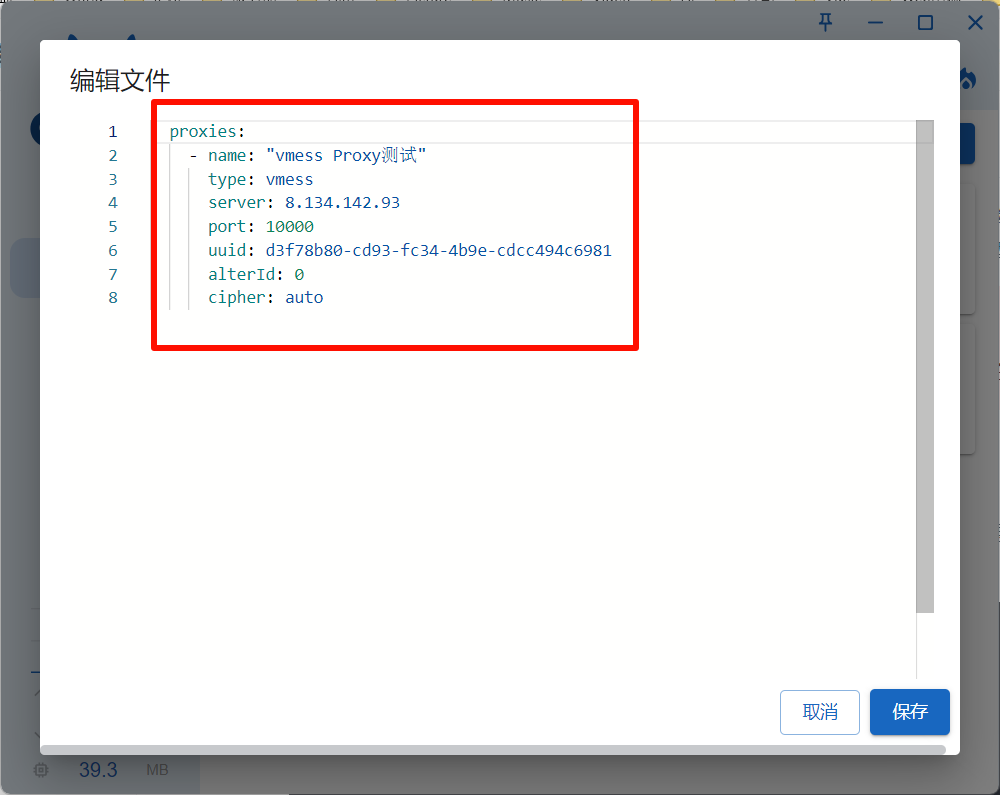 编辑文件
1 proxies:
2 - name: "vmess Proxy测试"
3 type: vmess
4 server: 8.134.142.93
5 port: 10000
6 uuid: d3f78b80-cd93-fc34-4b9e-cdcc494c6981
7 alterId: 0
8 cipher: auto
取消 保存
39.3 MB